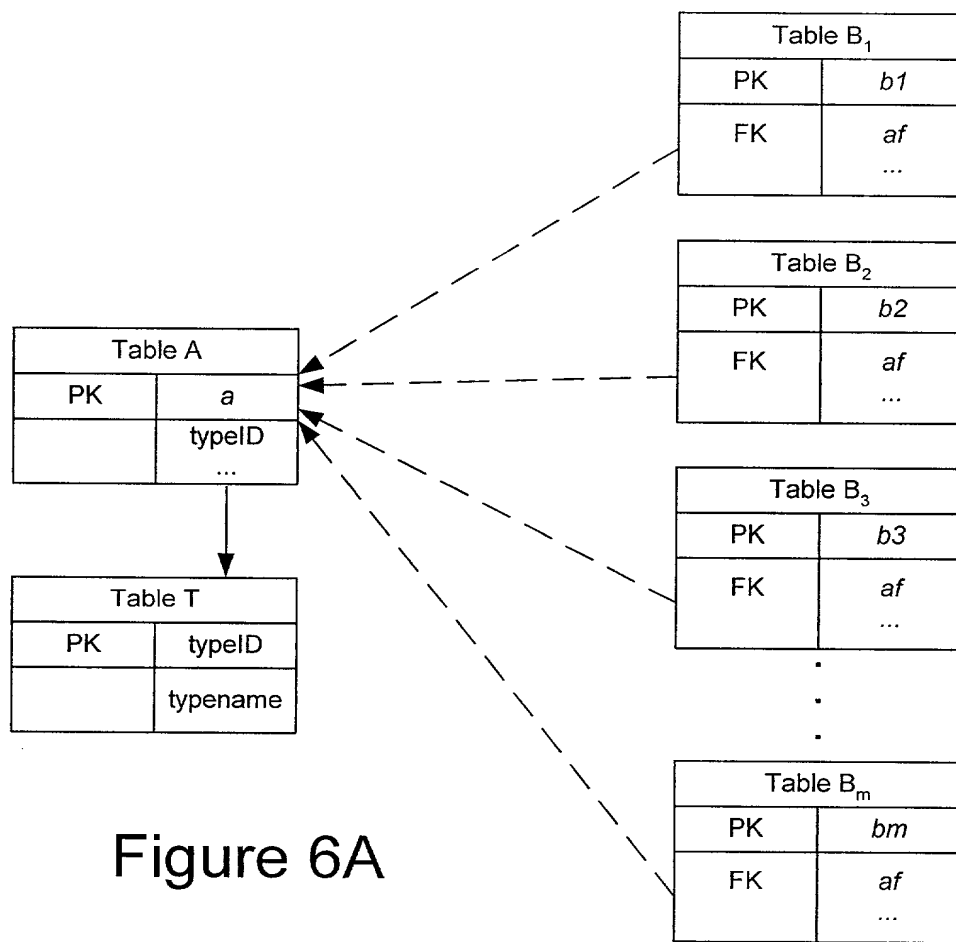 Table B1
PK b1
FK af
...
Table B2
PK b2
FK af
...
Table A
PK a
typeID
...
Table B3
PK b3
FK af
...
Table T
PK typeID
typename
Table Bm
PK bm
FK af
...
Figure 6A